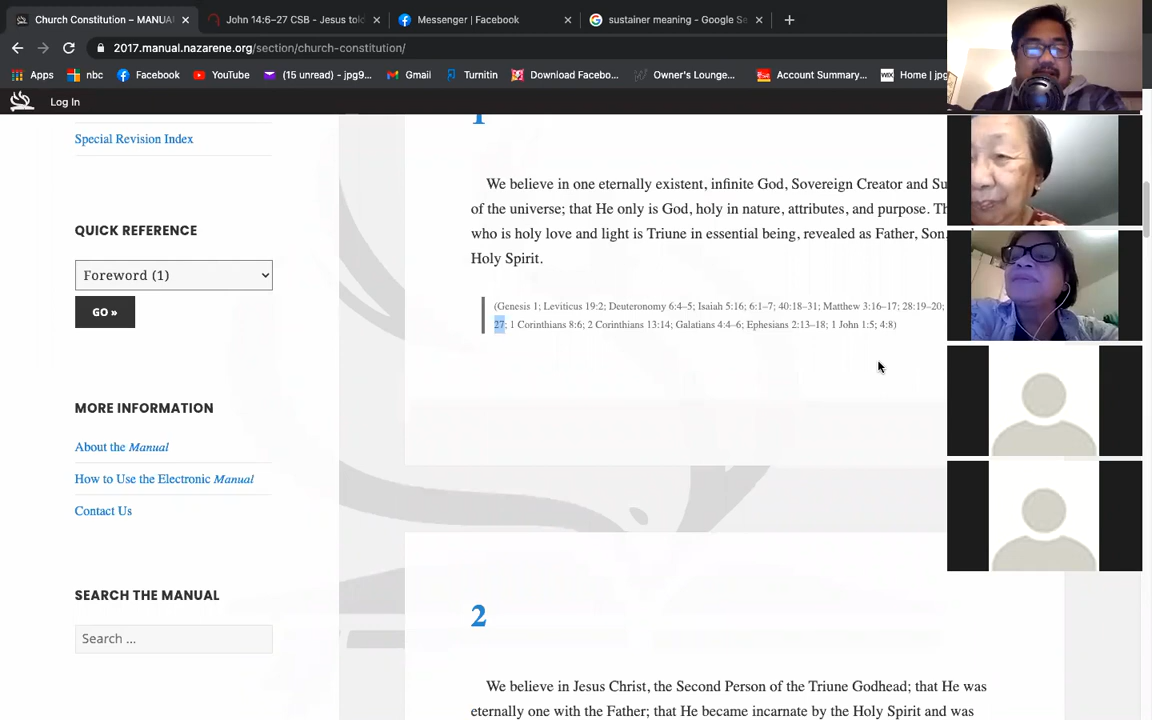 Church Constitution – MANUA
John 14:6–27 CSB - Jesus told
Messenger | Facebook
sustainer meaning - Google Se
2017.manual.nazarene.org/section/church-constitution/
Apps
nbc
Facebook
YouTube
(15 unread) - jpg9...
Gmail
Turnitin
Download Facebo...
Owner's Lounge...
Account Summary...
WIX
Home | jpg
Log In
Special Revision Index
QUICK REFERENCE
Foreword (1)
GO »
MORE INFORMATION
About the Manual
How to Use the Electronic Manual
Contact Us
SEARCH THE MANUAL
Search ...
1
We believe in one eternally existent, infinite God, Sovereign Creator and Su
of the universe; that He only is God, holy in nature, attributes, and purpose. Th
who is holy love and light is Triune in essential being, revealed as Father, Son,
Holy Spirit.
(Genesis 1; Leviticus 19:2; Deuteronomy 6:4–5; Isaiah 5:16; 6:1–7; 40:18–31; Matthew 3:16–17; 28:19–20;
27; 1 Corinthians 8:6; 2 Corinthians 13:14; Galatians 4:4–6; Ephesians 2:13–18; 1 John 1:5; 4:8)
2
We believe in Jesus Christ, the Second Person of the Triune Godhead; that He was
eternally one with the Father; that He became incarnate by the Holy Spirit and was